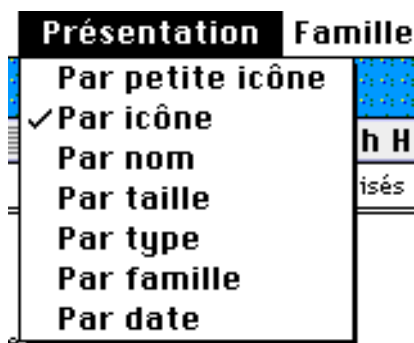 Présentation Famille
Par petite icône
✓Par icône
Par nom
h H
Par taille
isés
Par type
Par famille
Par date